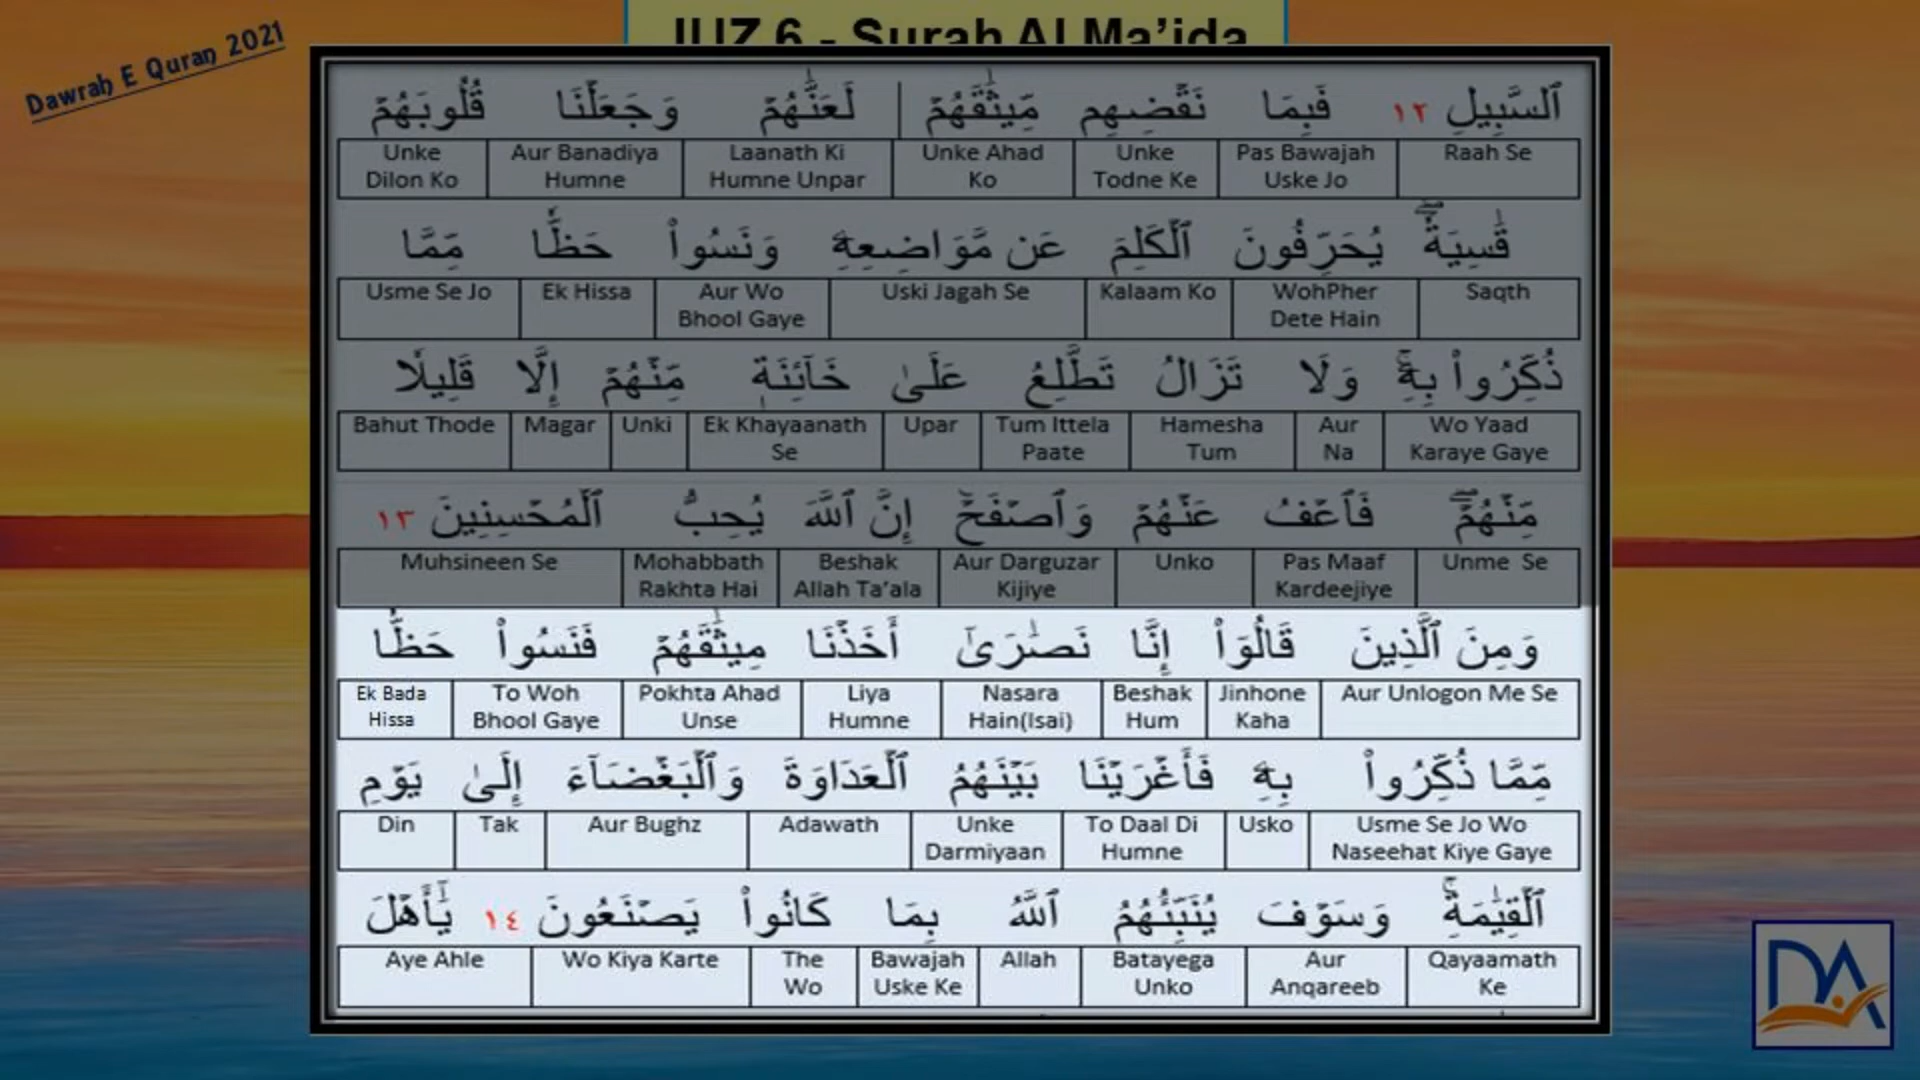 Dawrah E Quran 2021
JUZ 6 - Surah Al Ma’ida
ٱلسَّبِيلِ ١٢ فَبِمَا نَقۡضِهِم مِّيثَٰقَهُمۡ لَعَنَّٰهُمۡ وَجَعَلۡنَا قُلُوبَهُمۡ
Raah Se | Pas Bawajah Uske Jo | Unke Todne Ke | Unke Ahad Ko | Laanath Ki Humne Unpar | Aur Banadiya Humne | Unke Dilon Ko
قَٰسِيَةٗۖ يُحَرِّفُونَ ٱلۡكَلِمَ عَن مَّوَاضِعِهِۦ وَنَسُواْ حَظّٗا مِّمَّا
Saqth | WohPher Dete Hain | Kalaam Ko | Uski Jagah Se | Aur Wo Bhool Gaye | Ek Hissa | Usme Se Jo
ذُكِّرُواْ بِهِۦۚ وَلَا تَزَالُ تَطَّلِعُ عَلَىٰ خَآئِنَةٖ مِّنۡهُمۡ إِلَّا قَلِيلٗا
Wo Yaad Karaye Gaye | Aur Na | Hamesha Tum | Tum Ittela Paate | Upar | Ek Khayaanath Se | Unki | Magar | Bahut Thode
مِّنۡهُمۡۖ فَٱعۡفُ عَنۡهُمۡ وَٱصۡفَحۡۚ إِنَّ ٱللَّهَ يُحِبُّ ٱلۡمُحۡسِنِينَ ١٣
Unme Se | Pas Maaf Kardeejiye | Unko | Aur Darguzar Kijiye | Beshak Allah Ta’ala | Mohabbath Rakhta Hai | Muhsineen Se
وَمِنَ ٱلَّذِينَ قَالُوٓاْ إِنَّا نَصَٰرَىٰٓ أَخَذۡنَا مِيثَٰقَهُمۡ فَنَسُواْ حَظّٗا
Aur Unlogon Me Se | Jinhone Kaha | Beshak Hum | Nasara Hain(Isai) | Liya Humne | Pokhta Ahad Unse | To Woh Bhool Gaye | Ek Bada Hissa
مِّمَّا ذُكِّرُواْ بِهِۦ فَأَغۡرَيۡنَا بَيۡنَهُمُ ٱلۡعَدَاوَةَ وَٱلۡبَغۡضَآءَ إِلَىٰ يَوۡمِ
Usme Se Jo Wo Naseehat Kiye Gaye | Usko | To Daal Di Humne | Unke Darmiyaan | Adawath | Aur Bughz | Tak | Din
ٱلۡقِيَٰمَةِۚ وَسَوۡفَ يُنَبِّئُهُمُ ٱللَّهُ بِمَا كَانُواْ يَصۡنَعُونَ ١٤ يَٰٓأَهۡلَ
Qayaamath Ke | Aur Anqareeb | Batayega Unko | Allah | Bawajah Uske Ke | The Wo | Wo Kiya Karte | Aye Ahle
DA